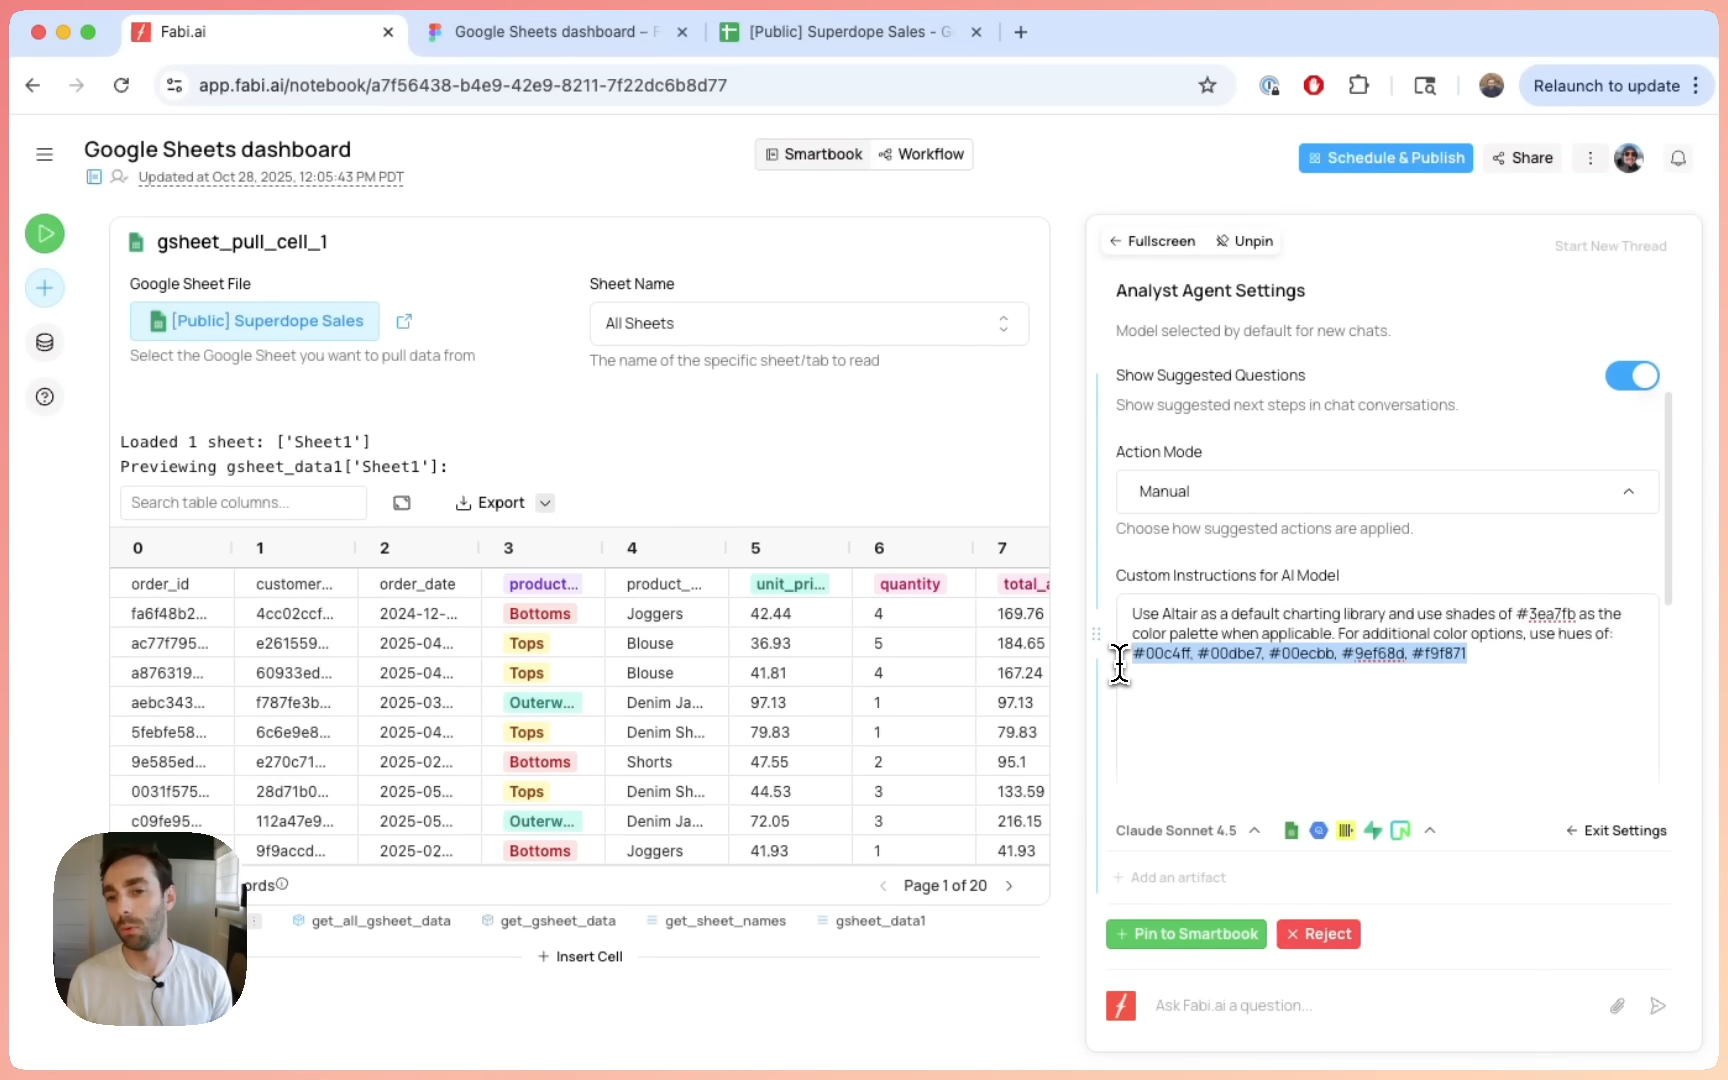 Fabi.ai
Google Sheets dashboard – F
[Public] Superdope Sales - G
app.fabi.ai/notebook/a7f56438-b4e9-42e9-8211-7f22dc6b8d77
Relaunch to update
Google Sheets dashboard
Updated at Oct 28, 2025, 12:05:43 PM PDT
Smartbook
Workflow
Schedule & Publish
Share
gsheet_pull_cell_1
Google Sheet File
Sheet Name
[Public] Superdope Sales
All Sheets
Select the Google Sheet you want to pull data from
The name of the specific sheet/tab to read
Loaded 1 sheet: ['Sheet1']
Previewing gsheet_data1['Sheet1']:
Search table columns...
Export
0 1 2 3 4 5 6 7
order_id customer... order_date product... product_... unit_pri... quantity total_a
fa6f48b2... 4cc02ccf... 2024-12-... Bottoms Joggers 42.44 4 169.76
ac77f795... e261559... 2025-04... Tops Blouse 36.93 5 184.65
a876319... 60933ed... 2025-04... Tops Blouse 41.81 4 167.24
aebc343... f787fe3b... 2025-03... Outerw... Denim Ja... 97.13 1 97.13
5febfe58... 6c6e9e8... 2025-04... Tops Denim Sh... 79.83 1 79.83
9e585ed... e270c71... 2025-02... Bottoms Shorts 47.55 2 95.1
0031f575... 28d71b0... 2025-05... Tops Denim Sh... 44.53 3 133.59
c09fe95... 112a47e9... 2025-05... Outerw... Denim Ja... 72.05 3 216.15
9f9accd... 2025-02... Bottoms Joggers 41.93 1 41.93
ords
Page 1 of 20
get_all_gsheet_data
get_gsheet_data
get_sheet_names
gsheet_data1
Insert Cell
Fullscreen
Unpin
Start New Thread
Analyst Agent Settings
Model selected by default for new chats.
Show Suggested Questions
Show suggested next steps in chat conversations.
Action Mode
Manual
Choose how suggested actions are applied.
Custom Instructions for AI Model
Use Altair as a default charting library and use shades of #3ea7fb as the
color palette when applicable. For additional color options, use hues of:
#00c4ff, #00dbe7, #00ecbb, #9ef68d, #f9f871
Claude Sonnet 4.5
Exit Settings
+ Add an artifact
+ Pin to Smartbook
Reject
Ask Fabi.ai a question...